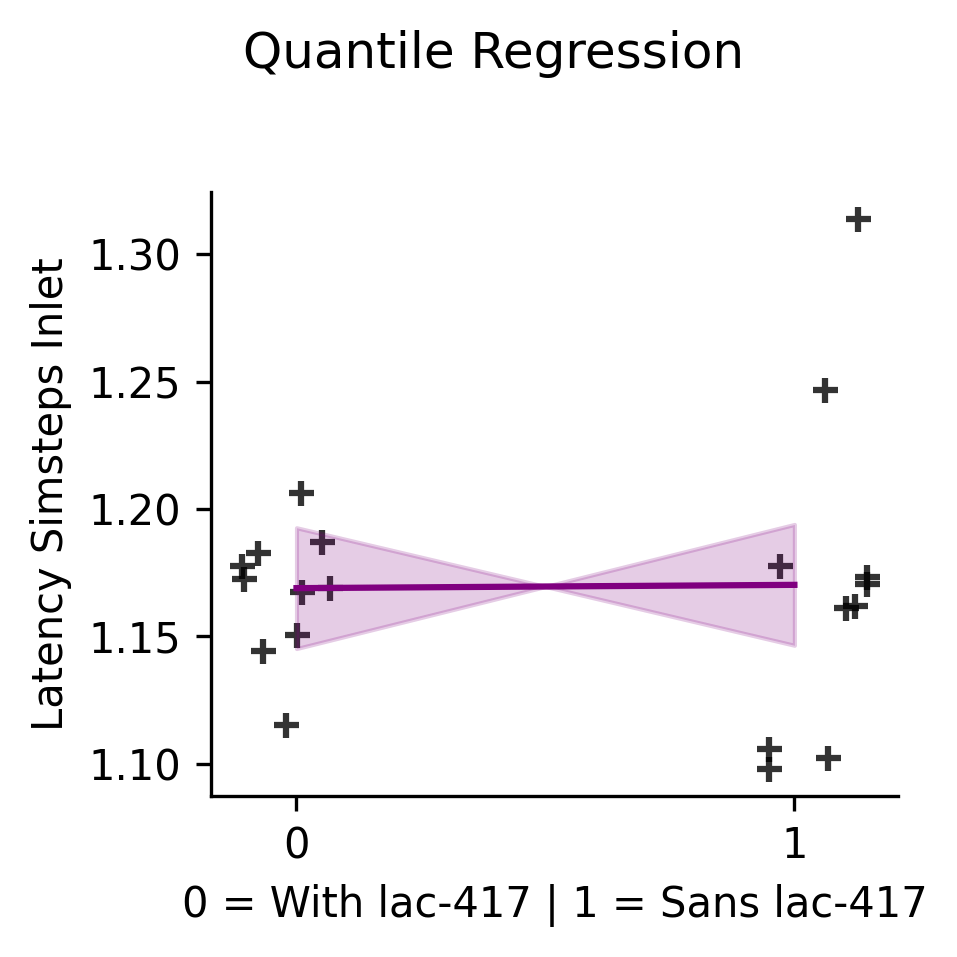 Quantile Regression
Latency Simsteps Inlet
1.30
1.25
1.20
1.15
1.10
0
1
0 = With lac-417 | 1 = Sans lac-417